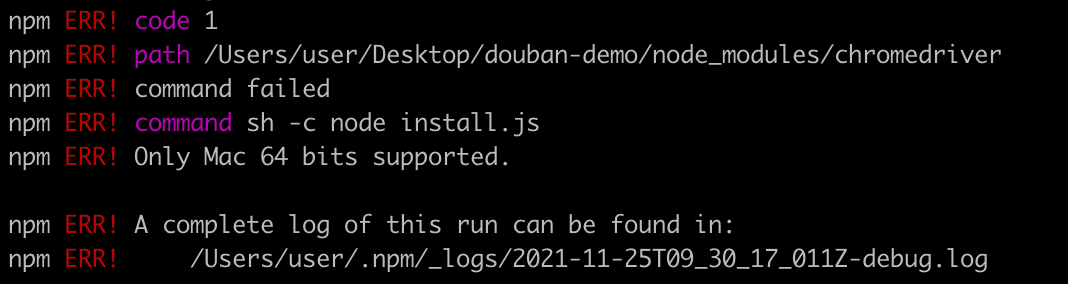 npm ERR! code 1
npm ERR! path /Users/user/Desktop/douban-demo/node_modules/chromedriver
npm ERR! command failed
npm ERR! command sh -c node install.js
npm ERR! Only Mac 64 bits supported.
npm ERR! A complete log of this run can be found in:
npm ERR!     /Users/user/.npm/_logs/2021-11-25T09_30_17_011Z-debug.log